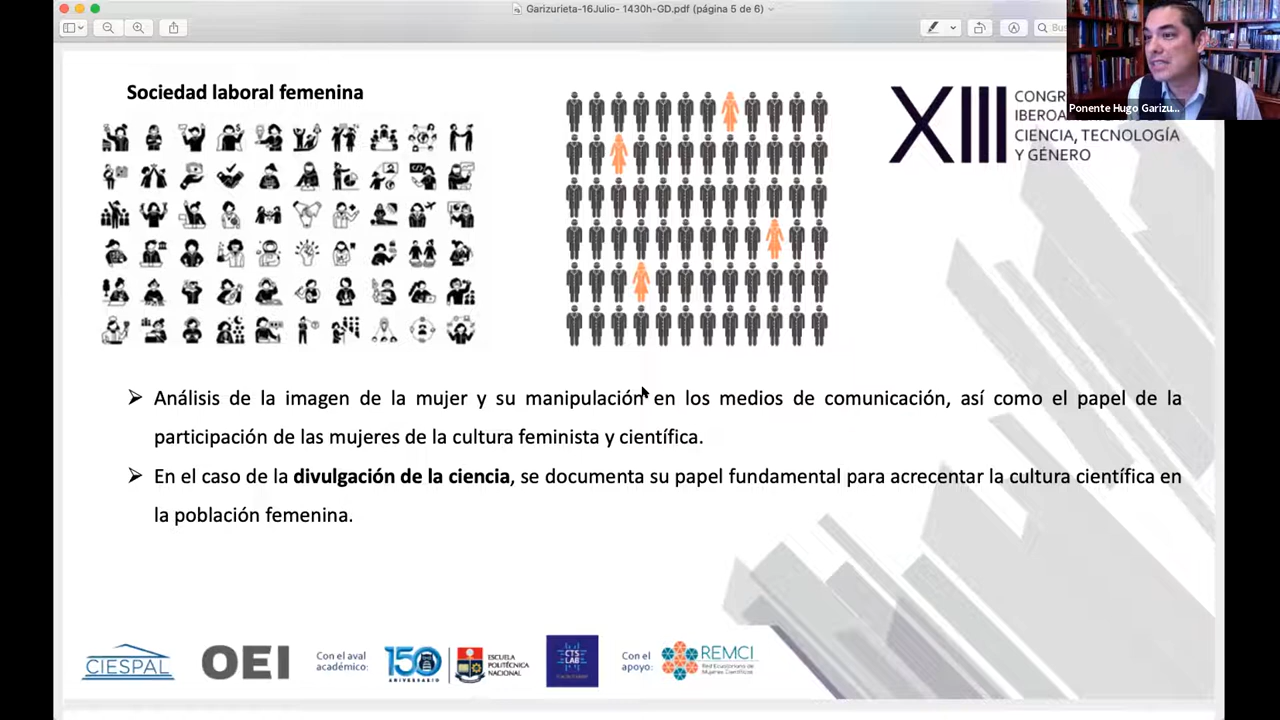 Garizurieta-16Julio- 1430h-GD.pdf (página 5 de 6)
Ponente Hugo Garizu...
Sociedad laboral femenina
XIII
CIENCIA, TECNOLOGÍA
Y GÉNERO
➢ Análisis de la imagen de la mujer y su manipulación en los medios de comunicación, así como el papel de la
participación de las mujeres de la cultura feminista y científica.
➢ En el caso de la divulgación de la ciencia, se documenta su papel fundamental para acrecentar la cultura científica en
la población femenina.
CIESPAL
OEI
Con el aval
académico:
150
ANIVERSARIO
ESCUELA
POLITÉCNICA
NACIONAL
CTS
LAB
Con el
apoyo:
REMCI
Red Ecuatoriana de
Mujeres Científicas